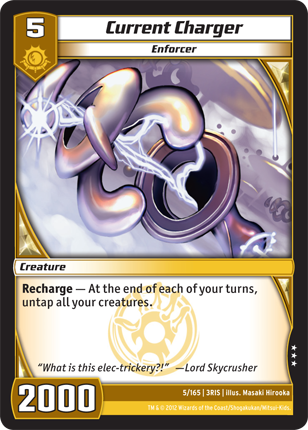 5
Current Charger
Enforcer
Creature
Recharge — At the end of each of your turns,
untap all your creatures.
"What is this elec-trickery?!" —Lord Skycrusher
2000
5/165 | 3RIS | illus. Masaki Hirooka
TM & © 2012 Wizards of the Coast/Shogakukan/Mitsui-Kids